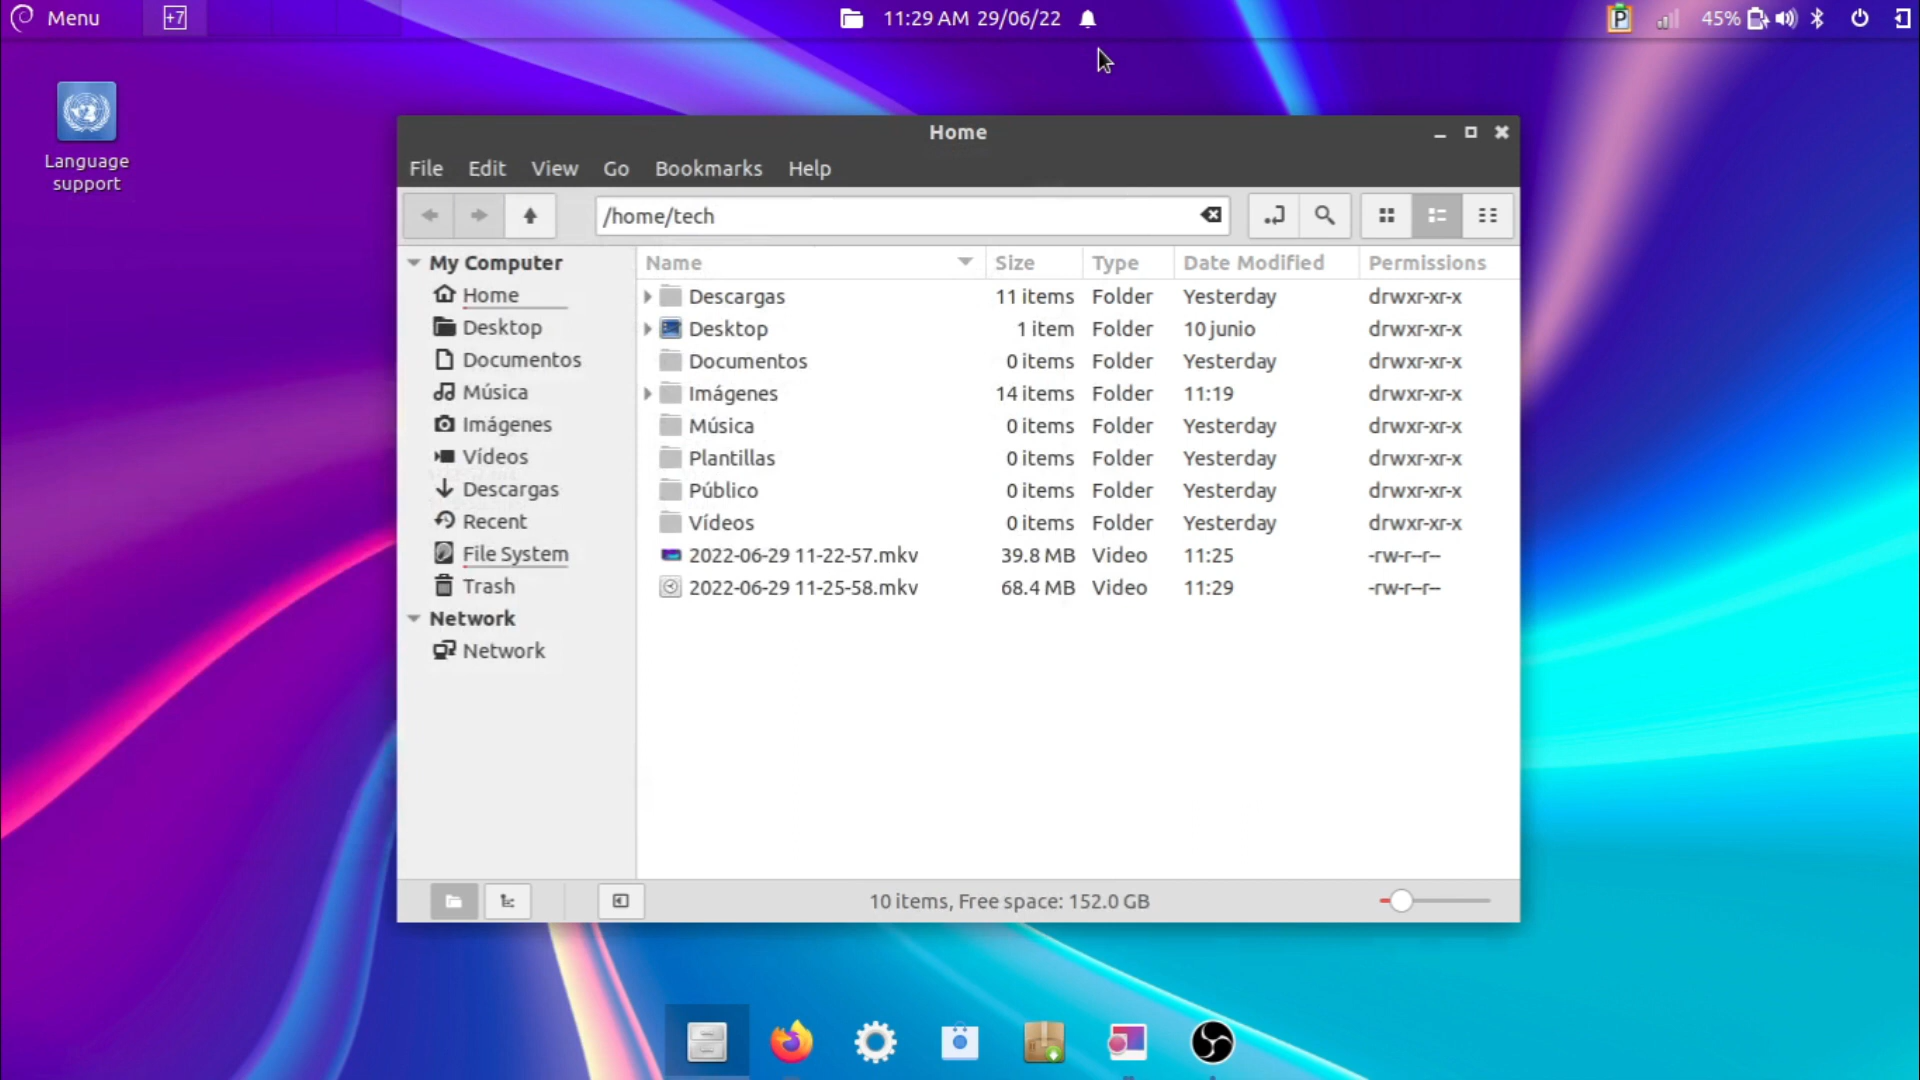 Menu
+7
11:29 AM 29/06/22
P
45%
Language
support
Home
File Edit View Go Bookmarks Help
/home/tech
My Computer
Home
Desktop
Documentos
Música
Imágenes
Vídeos
Descargas
Recent
File System
Trash
Network
Network
Name Size Type Date Modified Permissions
Descargas 11 items Folder Yesterday drwxr-xr-x
Desktop 1 item Folder 10 junio drwxr-xr-x
Documentos 0 items Folder Yesterday drwxr-xr-x
Imágenes 14 items Folder 11:19 drwxr-xr-x
Música 0 items Folder Yesterday drwxr-xr-x
Plantillas 0 items Folder Yesterday drwxr-xr-x
Público 0 items Folder Yesterday drwxr-xr-x
Vídeos 0 items Folder Yesterday drwxr-xr-x
2022-06-29 11-22-57.mkv 39.8 MB Video 11:25 -rw-r--r--
2022-06-29 11-25-58.mkv 68.4 MB Video 11:29 -rw-r--r--
10 items, Free space: 152.0 GB